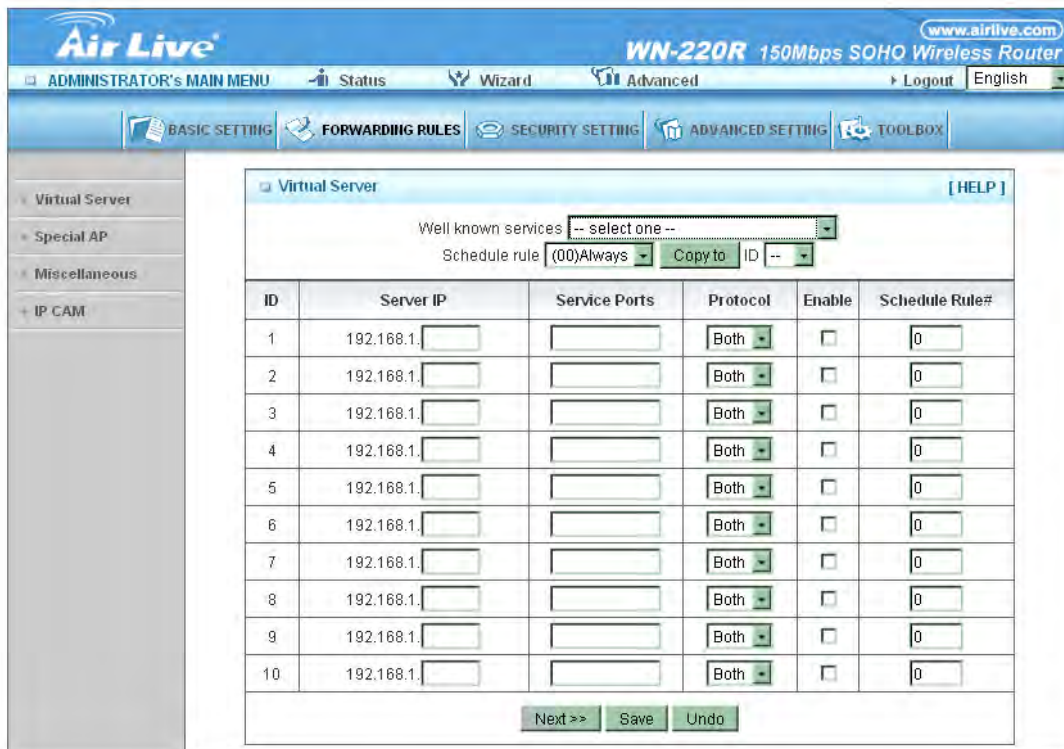 Air Live®
www.airlive.com
WN-220R 150Mbps SOHO Wireless Router
ADMINISTRATOR's MAIN MENU Status Wizard Advanced Logout English
BASIC SETTING FORWARDING RULES SECURITY SETTING ADVANCED SETTING TOOLBOX
Virtual Server
Special AP
Miscellaneous
IP CAM
Virtual Server [ HELP ]
Well known services -- select one --
Schedule rule (00)Always Copy to ID --
ID Server IP Service Ports Protocol Enable Schedule Rule#
1 192.168.1. Both 0
2 192.168.1. Both 0
3 192.168.1. Both 0
4 192.168.1. Both 0
5 192.168.1. Both 0
6 192.168.1. Both 0
7 192.168.1. Both 0
8 192.168.1. Both 0
9 192.168.1. Both 0
10 192.168.1. Both 0
Next >> Save Undo